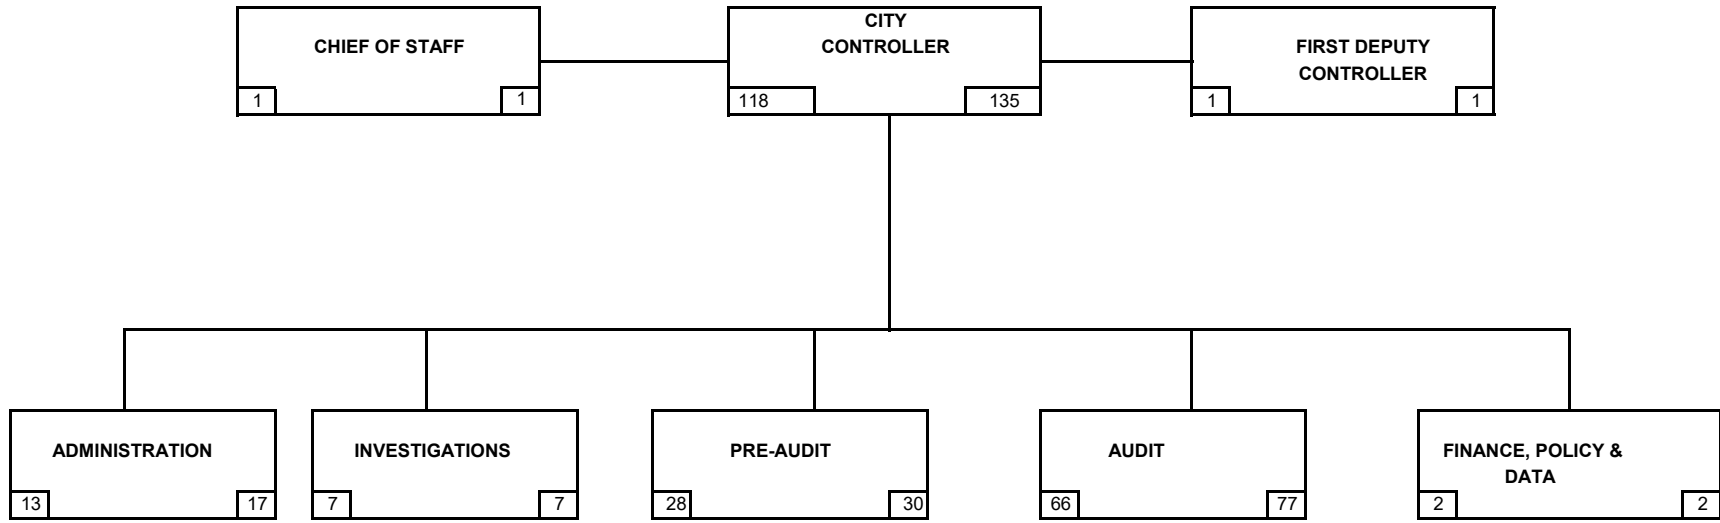 CHIEF OF STAFF
1
1
CITY
CONTROLLER
118
135
FIRST DEPUTY
CONTROLLER
1
1
ADMINISTRATION
13
17
INVESTIGATIONS
7
7
PRE-AUDIT
28
30
AUDIT
66
77
FINANCE, POLICY &
DATA
2
2